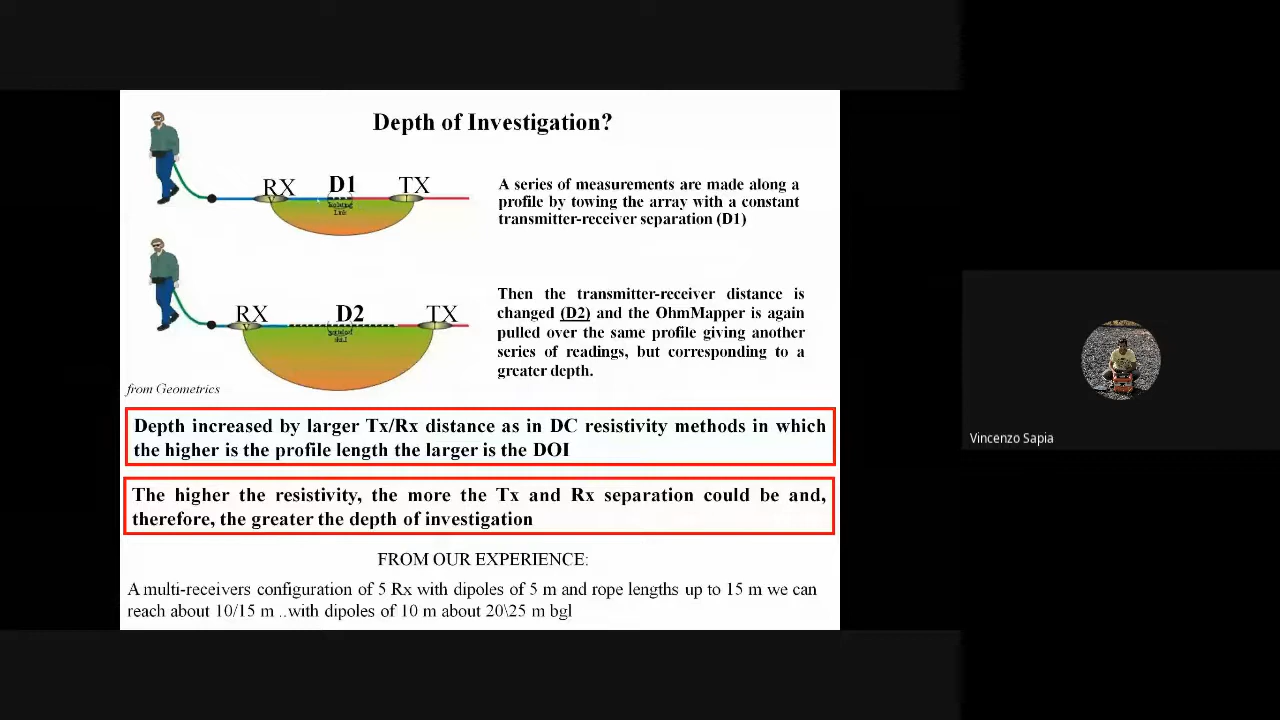 Depth of Investigation?
RX D1 TX
A series of measurements are made along a
profile by towing the array with a constant
transmitter-receiver separation (D1)
RX D2 TX
Then the transmitter-receiver distance is
changed (D2) and the OhmMapper is again
pulled over the same profile giving another
series of readings, but corresponding to a
greater depth.
from Geometrics
Depth increased by larger Tx/Rx distance as in DC resistivity methods in which
the higher is the profile length the larger is the DOI
The higher the resistivity, the more the Tx and Rx separation could be and,
therefore, the greater the depth of investigation
FROM OUR EXPERIENCE:
A multi-receivers configuration of 5 Rx with dipoles of 5 m and rope lengths up to 15 m we can
reach about 10/15 m ..with dipoles of 10 m about 20\25 m bgl
Vincenzo Sapia